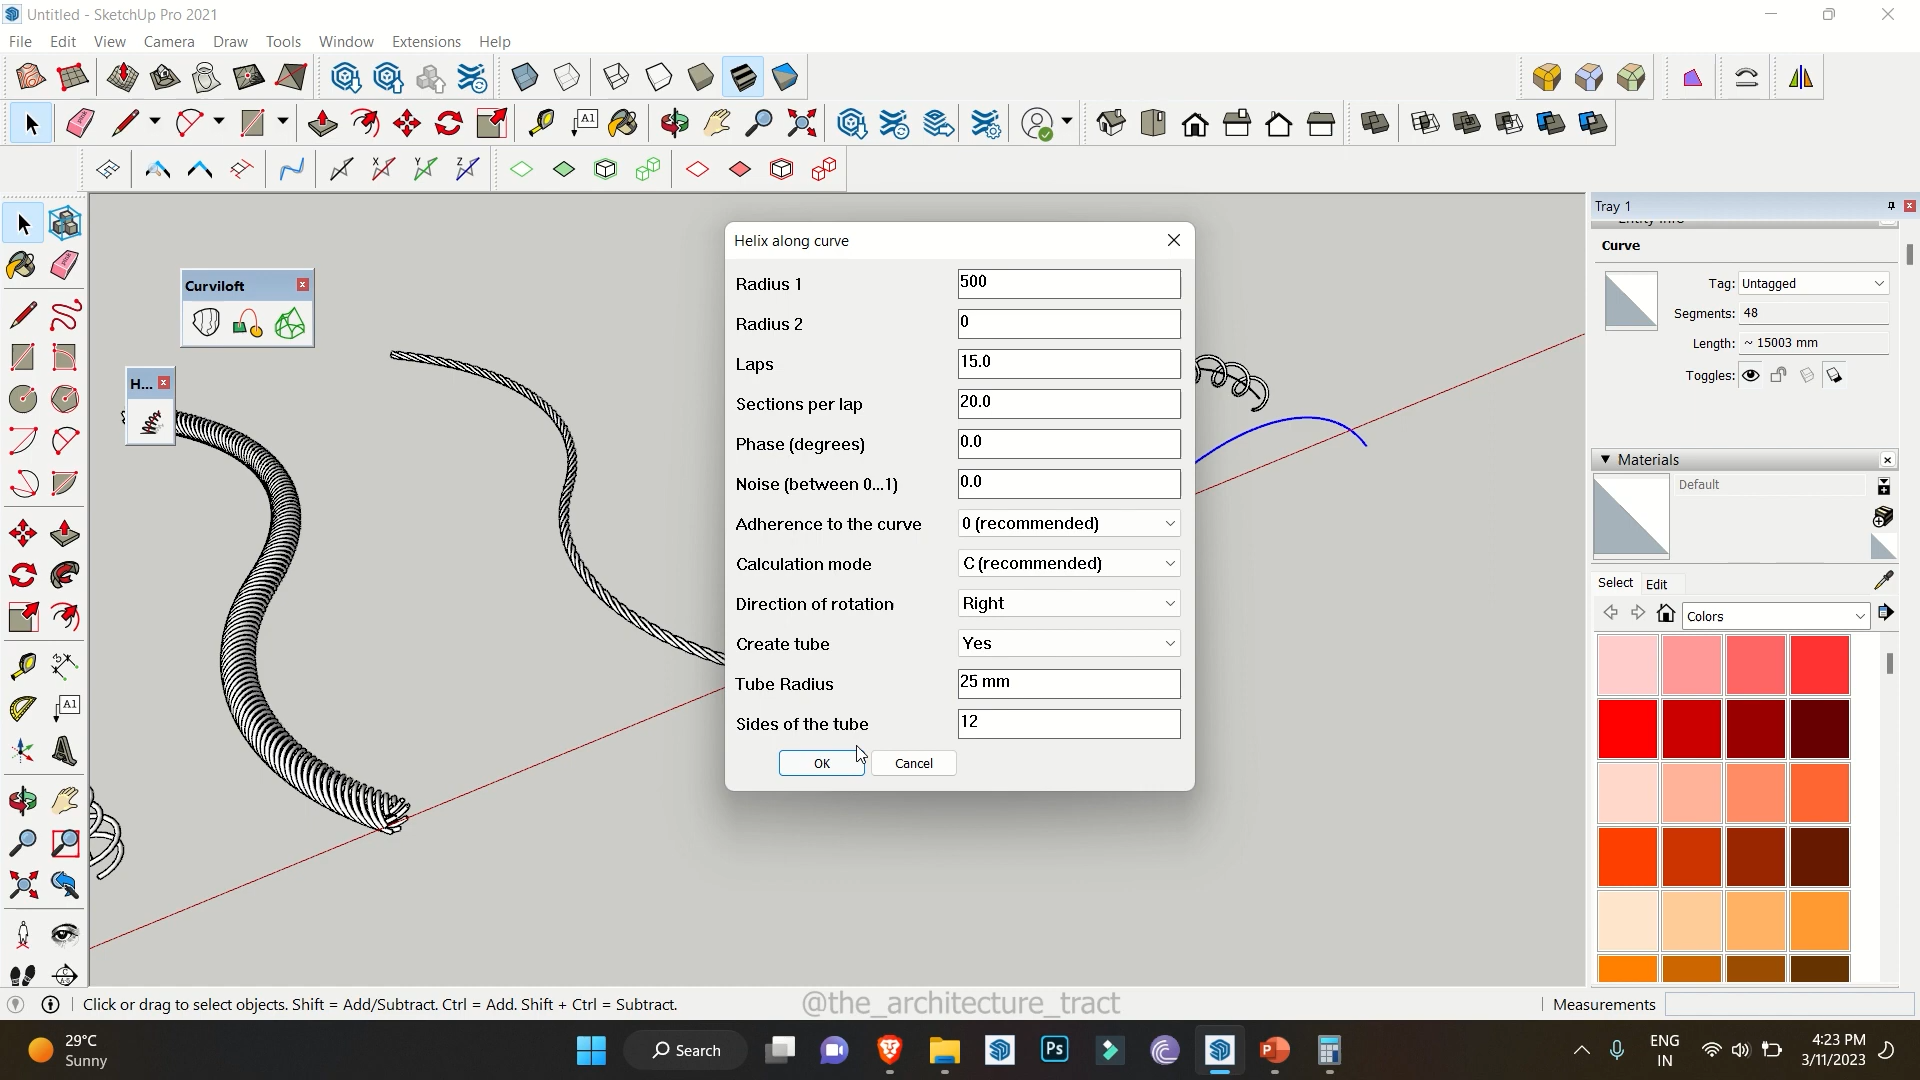 Untitled - SketchUp Pro 2021
File Edit View Camera Draw Tools Window Extensions Help
Tray 1
Curve
Tag: Untagged
Segments: 48
Length: ~ 15003 mm
Toggles:
Curviloft
H...
Helix along curve
Radius 1 500
Radius 2 0
Laps 15.0
Sections per lap 20.0
Phase (degrees) 0.0
Noise (between 0...1) 0.0
Adherence to the curve 0 (recommended)
Calculation mode C (recommended)
Direction of rotation Right
Create tube Yes
Tube Radius 25 mm
Sides of the tube 12
OK Cancel
Materials
Default
Select Edit
Colors
Click or drag to select objects. Shift = Add/Subtract. Ctrl = Add. Shift + Ctrl = Subtract.
@the_architecture_tract
Measurements
29°C
Sunny
Search
Ps
ENG
IN
4:23 PM
3/11/2023